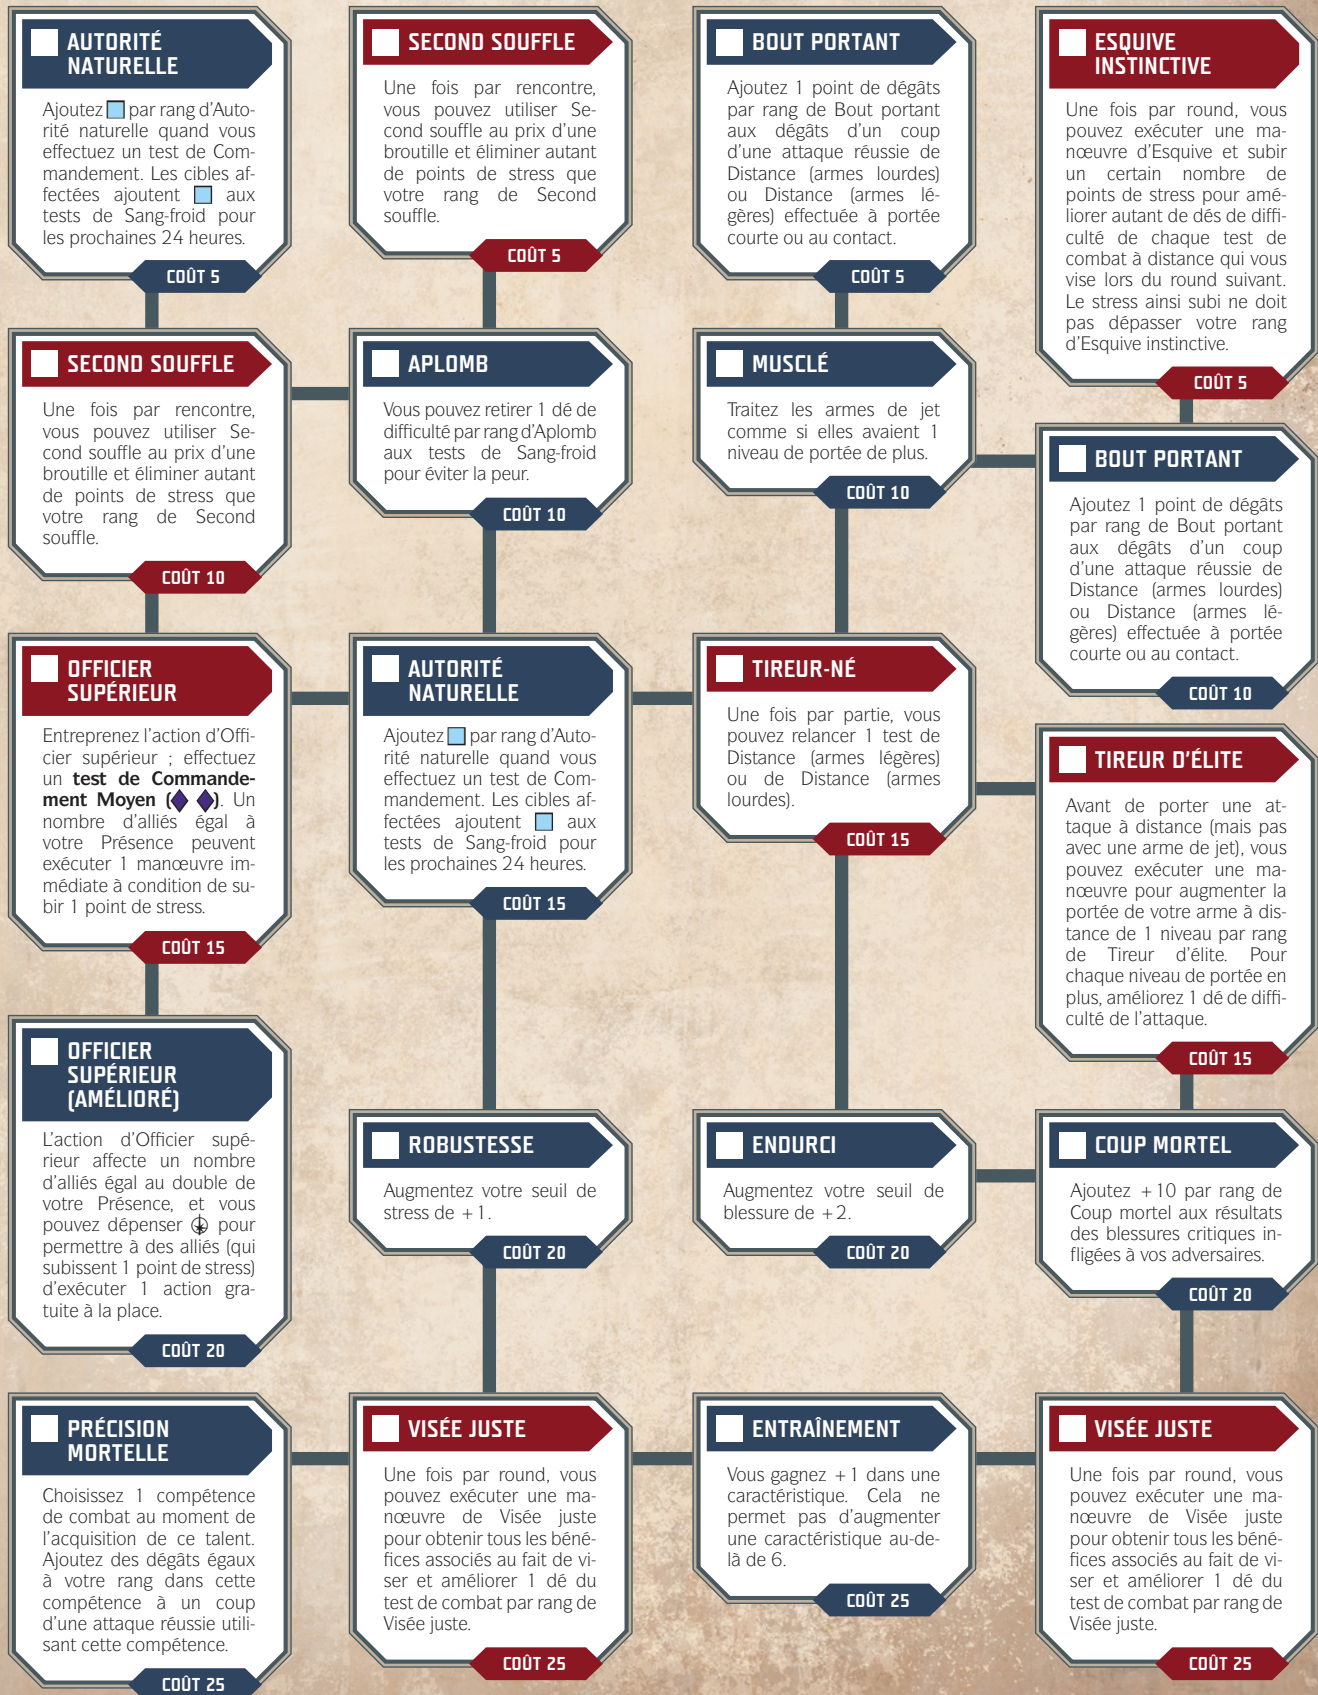 AUTORITÉ
NATURELLE
Ajoutez par rang d'Auto-
rité naturelle quand vous
effectuez un test de Com-
mandement. Les cibles af-
fectées ajoutent aux
tests de Sang-froid pour
les prochaines 24 heures.
COÛT 5
SECOND SOUFFLE
Une fois par rencontre,
vous pouvez utiliser Se-
cond souffle au prix d'une
broutille et éliminer autant
de points de stress que
votre rang de Second
souffle.
COÛT 5
BOUT PORTANT
Ajoutez 1 point de dégâts
par rang de Bout portant
aux dégâts d'un coup
d'une attaque réussie de
Distance (armes lourdes)
ou Distance (armes lé-
gères) effectuée à portée
courte ou au contact.
COÛT 5
ESQUIVE
INSTINCTIVE
Une fois par round, vous
pouvez exécuter une ma-
nœuvre d'Esquive et subir
un certain nombre de
points de stress pour amé-
liorer autant de dés de diffi-
culté de chaque test de
combat à distance qui vous
vise lors du round suivant.
Le stress ainsi subi ne doit
pas dépasser votre rang
d'Esquive instinctive.
COÛT 5
SECOND SOUFFLE
Une fois par rencontre,
vous pouvez utiliser Se-
cond souffle au prix d'une
broutille et éliminer autant
de points de stress que
votre rang de Second
souffle.
COÛT 10
APLOMB
Vous pouvez retirer 1 dé de
difficulté par rang d'Aplomb
aux tests de Sang-froid
pour éviter la peur.
COÛT 10
MUSCLÉ
Traitez les armes de jet
comme si elles avaient 1
niveau de portée de plus.
COÛT 10
BOUT PORTANT
Ajoutez 1 point de dégâts
par rang de Bout portant
aux dégâts d'un coup
d'une attaque réussie de
Distance (armes lourdes)
ou Distance (armes lé-
gères) effectuée à portée
courte ou au contact.
COÛT 10
OFFICIER
SUPÉRIEUR
Entreprenez l'action d'Offi-
cier supérieur ; effectuez
un test de Commande-
ment Moyen (). Un
nombre d'alliés égal à
votre Présence peuvent
exécuter 1 manœuvre im-
médiate à condition de su-
bir 1 point de stress.
COÛT 15
AUTORITÉ
NATURELLE
Ajoutez par rang d'Auto-
rité naturelle quand vous
effectuez un test de Com-
mandement. Les cibles af-
fectées ajoutent aux
tests de Sang-froid pour
les prochaines 24 heures.
COÛT 15
TIREUR-NÉ
Une fois par partie, vous
pouvez relancer 1 test de
Distance (armes légères)
ou de Distance (armes
lourdes).
COÛT 15
TIREUR D'ÉLITE
Avant de porter une at-
taque à distance (mais pas
avec une arme de jet), vous
pouvez exécuter une ma-
nœuvre pour augmenter la
portée de votre arme à dis-
tance de 1 niveau par rang
de Tireur d'élite. Pour
chaque niveau de portée en
plus, améliorez 1 dé de diffi-
culté de l'attaque.
COÛT 15
OFFICIER
SUPÉRIEUR
(AMÉLIORÉ)
L'action d'Officier supé-
rieur affecte un nombre
d'alliés égal au double de
votre Présence, et vous
pouvez dépenser pour
permettre à des alliés (qui
subissent 1 point de stress)
d'exécuter 1 action gra-
tuite à la place.
COÛT 20
ROBUSTESSE
Augmentez votre seuil de
stress de +1.
COÛT 20
ENDURCI
Augmentez votre seuil de
blessure de +2.
COÛT 20
COUP MORTEL
Ajoutez +10 par rang de
Coup mortel aux résultats
des blessures critiques in-
fligées à vos adversaires.
COÛT 20
PRÉCISION
MORTELLE
Choisissez 1 compétence
de combat au moment de
l'acquisition de ce talent.
Ajoutez des dégâts égaux
à votre rang dans cette
compétence à un coup
d'une attaque réussie utili-
sant cette compétence.
COÛT 25
VISÉE JUSTE
Une fois par round, vous
pouvez exécuter une ma-
nœuvre de Visée juste
pour obtenir tous les béné-
fices associés au fait de vi-
ser et améliorer 1 dé du
test de combat par rang de
Visée juste.
COÛT 25
ENTRAÎNEMENT
Vous gagnez +1 dans une
caractéristique. Cela ne
permet pas d'augmenter
une caractéristique au-de-
là de 6.
COÛT 25
VISÉE JUSTE
Une fois par round, vous
pouvez exécuter une ma-
nœuvre de Visée juste
pour obtenir tous les béné-
fices associés au fait de vi-
ser et améliorer 1 dé du
test de combat par rang de
Visée juste.
COÛT 25